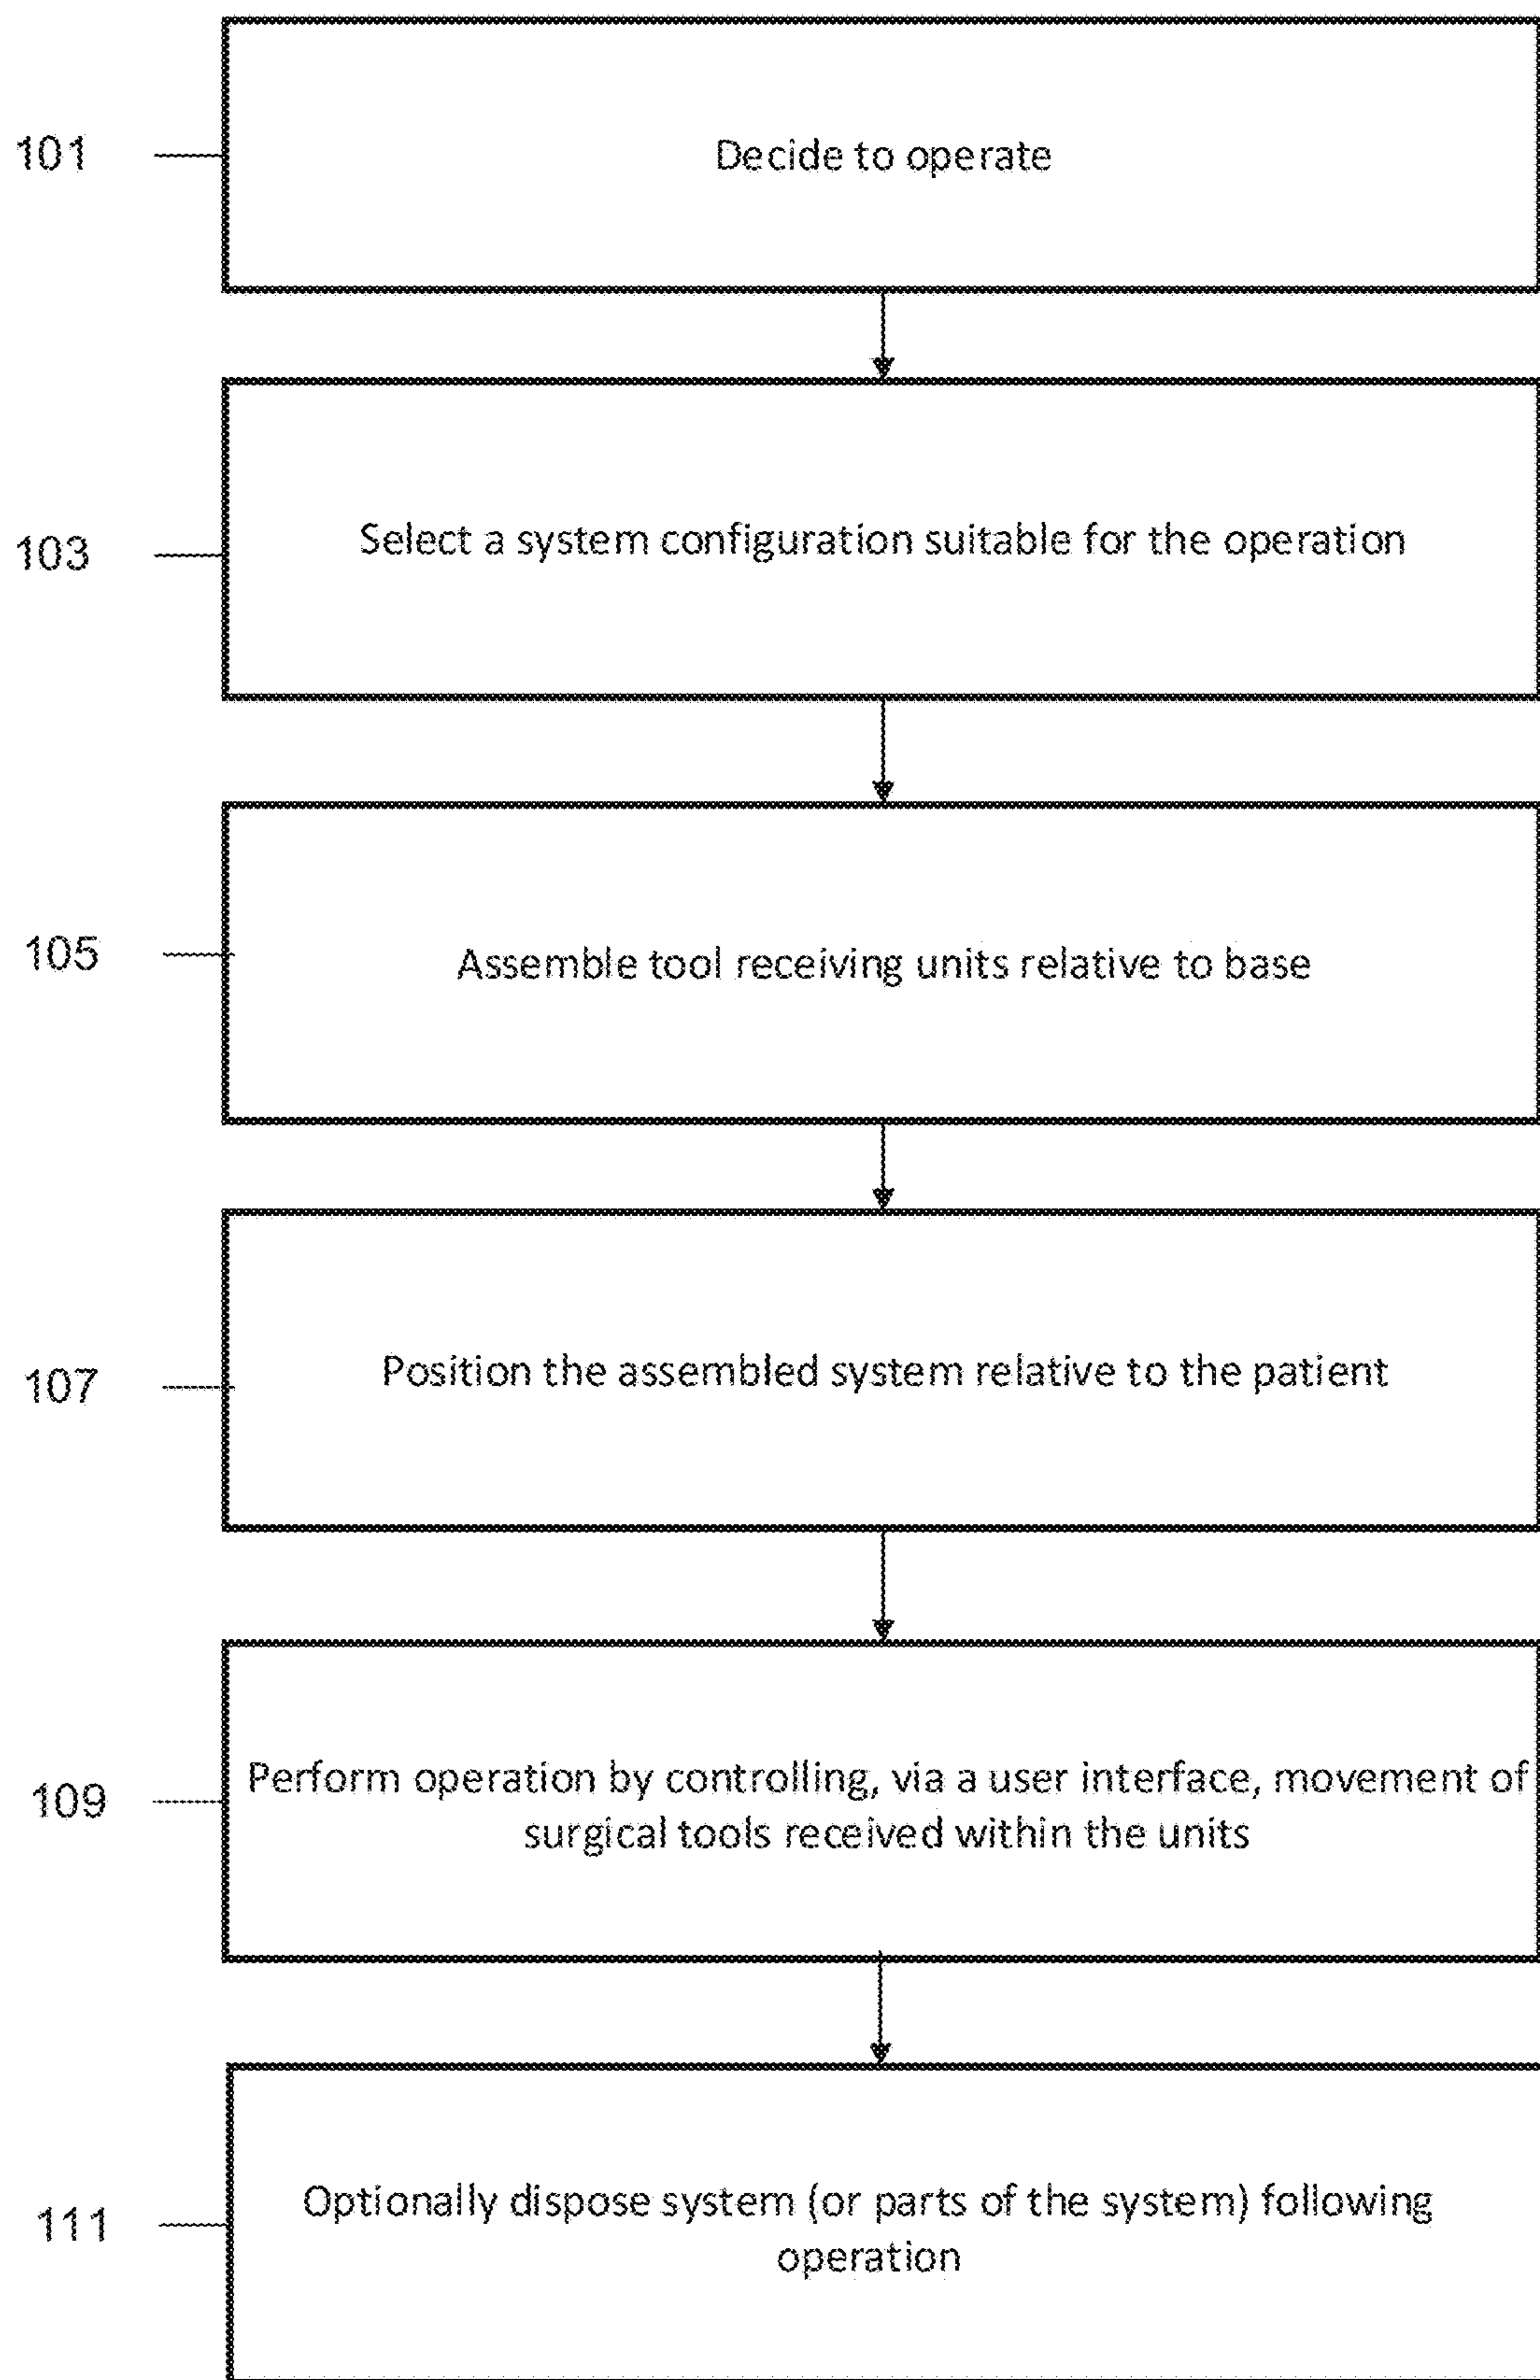 101
Decide to operate
103
Select a system configuration suitable for the operation
105
Assemble tool receiving units relative to base
107
Position the assembled system relative to the patient
109
Perform operation by controlling, via a user interface, movement of
surgical tools received within the units
111
Optionally dispose system (or parts of the system) following
operation